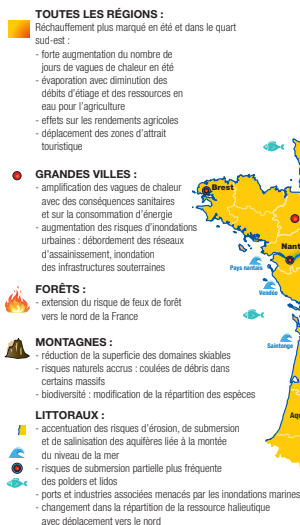 TOUTES LES RÉGIONS :
Réchauffement plus marqué en été et dans le quart
sud-est :
- forte augmentation du nombre de
jours de vagues de chaleur en été
- évaporation avec diminution des
débits d'étiage et des ressources en
eau pour l'agriculture
- effets sur les rendements agricoles
- déplacement des zones d'attrait
touristique
GRANDES VILLES :
- amplification des vagues de chaleur
avec des conséquences sanitaires
et sur la consommation d'énergie
- augmentation des risques d'inondations
urbaines : débordement des réseaux
d'assainissement, inondation
des infrastructures souterraines
FORÊTS :
- extension du risque de feux de forêt
vers le nord de la France
MONTAGNES :
- réduction de la superficie des domaines skiables
- risques naturels accrus : coulées de débris dans
certains massifs
- biodiversité : modification de la répartition des espèces
LITTORAUX :
- accentuation des risques d'érosion, de submersion
et de salinisation des aquifères liée à la montée
du niveau de la mer
- risques de submersion partielle plus fréquente
des polders et lidos
- ports et industries associées menacés par les inondations marines
- changement dans la répartition de la ressource halieutique
avec déplacement vers le nord
Brest
Nant
Pays nantais
Vendée
Saintonge
Aq